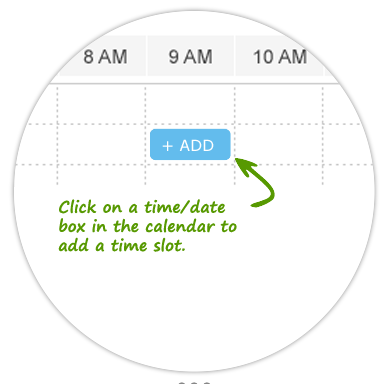 8 AM 9 AM 10 AM
+ ADD
Click on a time/date
box in the calendar to
add a time slot.